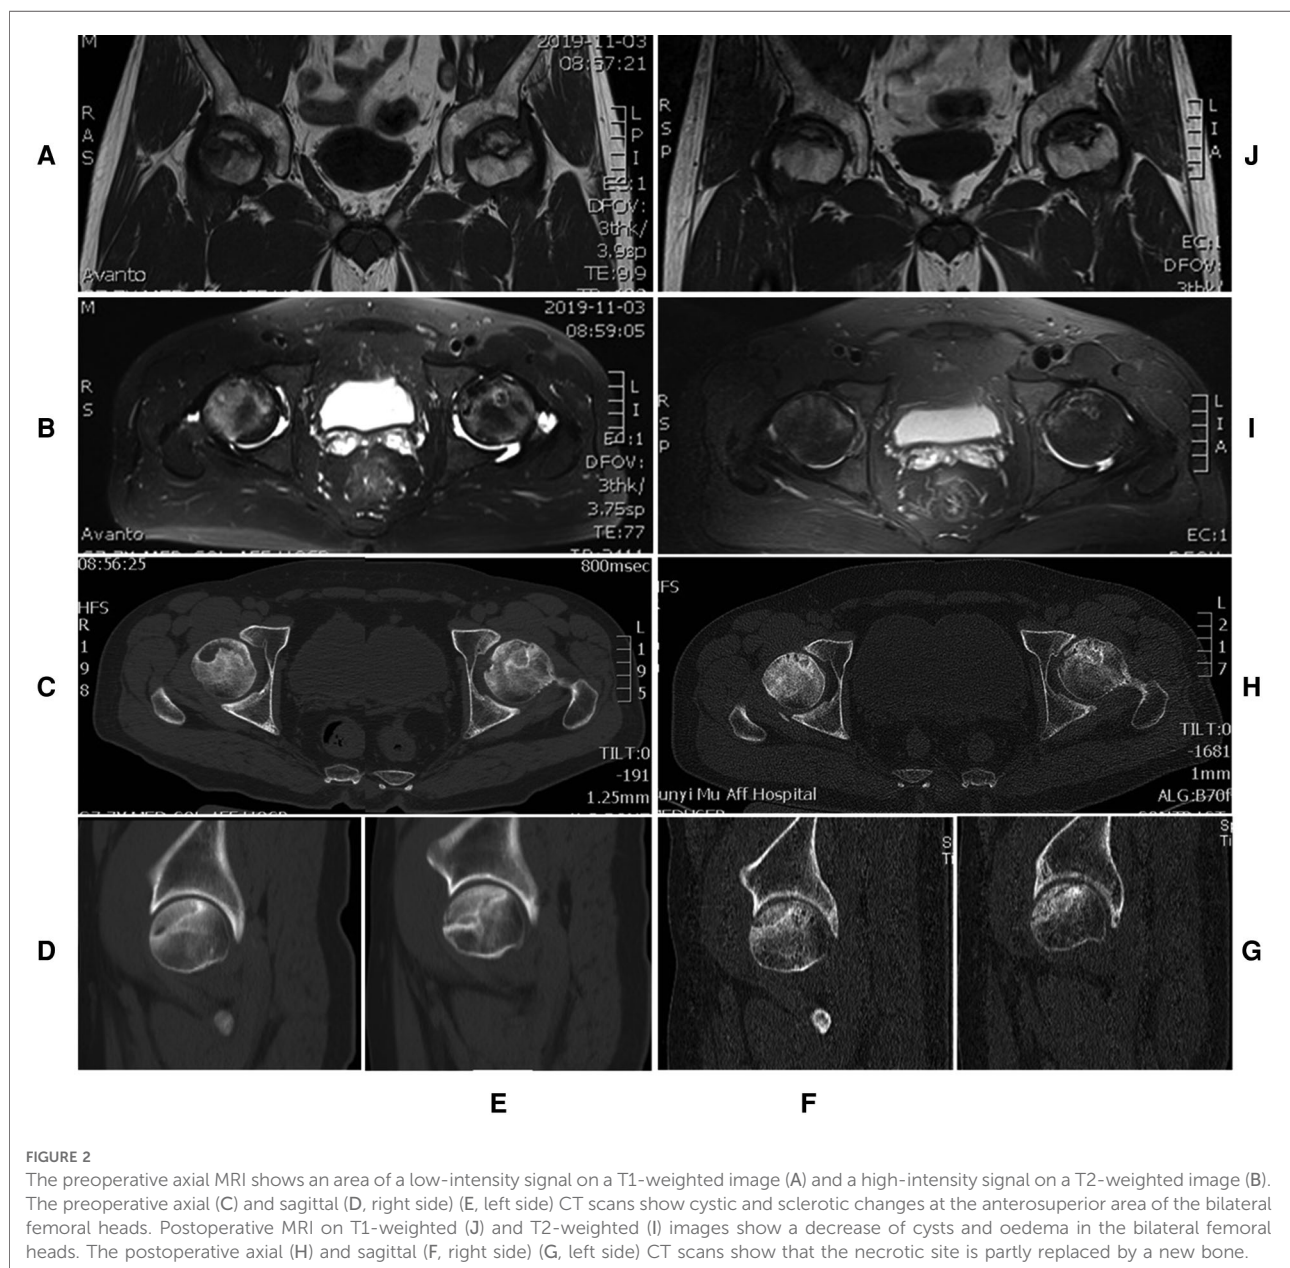 M
2019-11-03
08:57:21
R
A
S
L
P
I
ES:1
DFOV:
3thk/
3.9sp
TE:9.9
Avanto
A
R
S
P
L
I
A
EC:1
DFOV:
3thk/
J
M
2019-11-03
08:59:05
R
S
L
I
EC:1
DFOV:
3thk/
3.75sp
TE:77
Avanto
B
R
S
P
L
I
A
EC:1
I
08:56:25
800msec
HFS
R
1
9
8
L
1
9
5
TILT:0
-191
1.25mm
C
L
2
1
7
TILT:0
-1681
1mm
unyi Mu Aff Hospital
ALG:B70f
H
D
G
E
F
FIGURE 2
The preoperative axial MRI shows an area of a low-intensity signal on a T1-weighted image (A) and a high-intensity signal on a T2-weighted image (B).
The preoperative axial (C) and sagittal (D, right side) (E, left side) CT scans show cystic and sclerotic changes at the anterosuperior area of the bilateral
femoral heads. Postoperative MRI on T1-weighted (J) and T2-weighted (I) images show a decrease of cysts and oedema in the bilateral femoral
heads. The postoperative axial (H) and sagittal (F, right side) (G, left side) CT scans show that the necrotic site is partly replaced by a new bone.